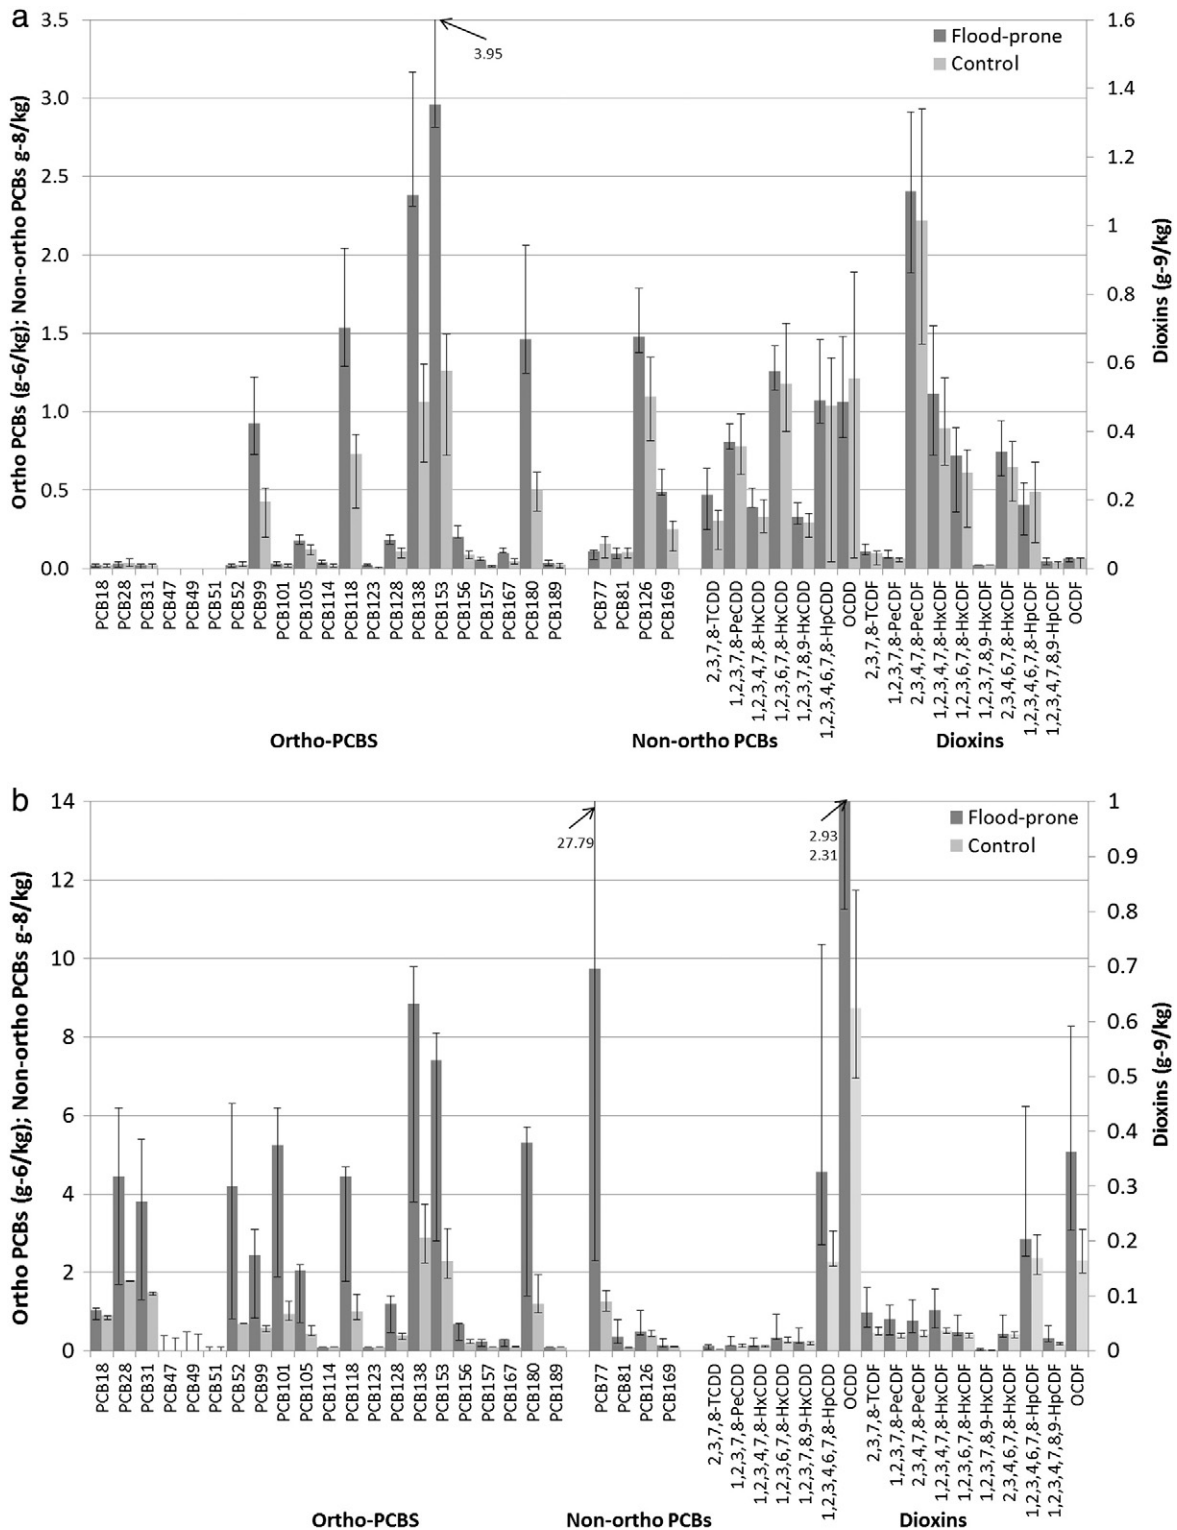 a
3.5
3.0
2.5
2.0
1.5
1.0
0.5
0.0
Ortho PCBs (g-6/kg); Non-ortho PCBs g-8/kg)
3.95
Flood-prone
Control
1.6
1.4
1.2
1
0.8
0.6
0.4
0.2
0
Dioxins (g-9/kg)
PCB18
PCB28
PCB31
PCB47
PCB49
PCB51
PCB52
PCB99
PCB101
PCB105
PCB114
PCB118
PCB123
PCB128
PCB138
PCB153
PCB156
PCB157
PCB167
PCB180
PCB189
PCB77
PCB81
PCB126
PCB169
2,3,7,8-TCDD
1,2,3,7,8-PeCDD
1,2,3,4,7,8-HxCDD
1,2,3,6,7,8-HxCDD
1,2,3,7,8,9-HxCDD
1,2,3,4,6,7,8-HpCDD
OCDD
2,3,7,8-TCDF
1,2,3,7,8-PeCDF
2,3,4,7,8-PeCDF
1,2,3,4,7,8-HxCDF
1,2,3,6,7,8-HxCDF
1,2,3,7,8,9-HxCDF
2,3,4,6,7,8-HxCDF
1,2,3,4,6,7,8-HpCDF
1,2,3,4,7,8,9-HpCDF
OCDF
Ortho-PCBS
Non-ortho PCBs
Dioxins
b
14
12
10
8
6
4
2
0
Ortho PCBs (g-6/kg); Non-ortho PCBs g-8/kg)
27.79
2.93
2.31
Flood-prone
Control
1
0.9
0.8
0.7
0.6
0.5
0.4
0.3
0.2
0.1
0
Dioxins (g-9/kg)
PCB18
PCB28
PCB31
PCB47
PCB49
PCB51
PCB52
PCB99
PCB101
PCB105
PCB114
PCB118
PCB123
PCB128
PCB138
PCB153
PCB156
PCB157
PCB167
PCB180
PCB189
PCB77
PCB81
PCB126
PCB169
2,3,7,8-TCDD
1,2,3,7,8-PeCDD
1,2,3,4,7,8-HxCDD
1,2,3,6,7,8-HxCDD
1,2,3,7,8,9-HxCDD
1,2,3,4,6,7,8-HpCDD
OCDD
2,3,7,8-TCDF
1,2,3,7,8-PeCDF
2,3,4,7,8-PeCDF
1,2,3,4,7,8-HxCDF
1,2,3,6,7,8-HxCDF
1,2,3,7,8,9-HxCDF
2,3,4,6,7,8-HxCDF
1,2,3,4,6,7,8-HpCDF
1,2,3,4,7,8,9-HpCDF
OCDF
Ortho-PCBS
Non-ortho PCBs
Dioxins